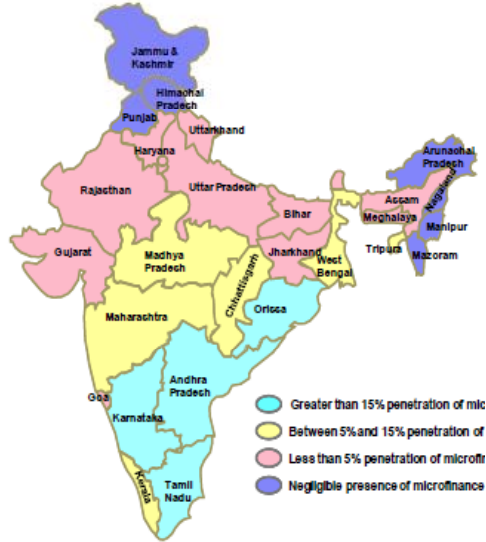 Jammu &
Kashmir
Himachal
Pradesh
Punjab
Uttarkhand
Haryana
Arunachal
Pradesh
Rajasthan
Uttar Pradesh
Nagaland
Assam
Bihar
Meghalaya
Manipur
Gujarat
Madhya
Pradesh
Jharkhand
West
Bengal
Tripura
Mazoram
Chhattisgarh
Maharashtra
Orissa
Andhra
Pradesh
Goa
Karnataka
Kerala
Tamil
Nadu
Greater than 15% penetration of mic
Between 5%and 15% penetration of
Less than 5% penetration of microfin
Negligible presence of microfinance